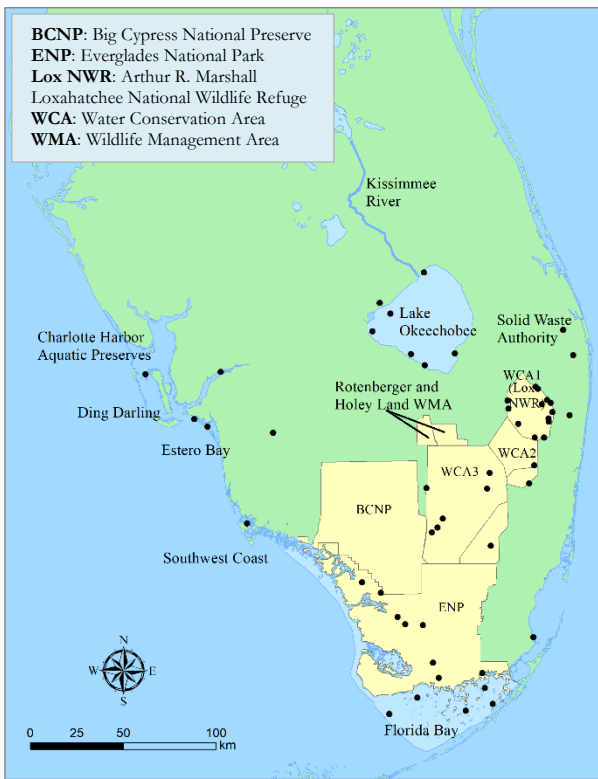 BCNP: Big Cypress National Preserve
ENP: Everglades National Park
Lox NWR: Arthur R. Marshall
Loxahatchee National Wildlife Refuge
WCA: Water Conservation Area
WMA: Wildlife Management Area
Kissimmee
River
Lake
Okeechobee
Solid Waste
Authority
Charlotte Harbor
Aquatic Preserves
WCA1
(Lox
NWR)
Rotenberger and
Holey Land WMA
Ding Darling
Estero Bay
WCA2
WCA3
BCNP
Southwest Coast
ENP
N
W
E
S
Florida Bay
0
50
100
km